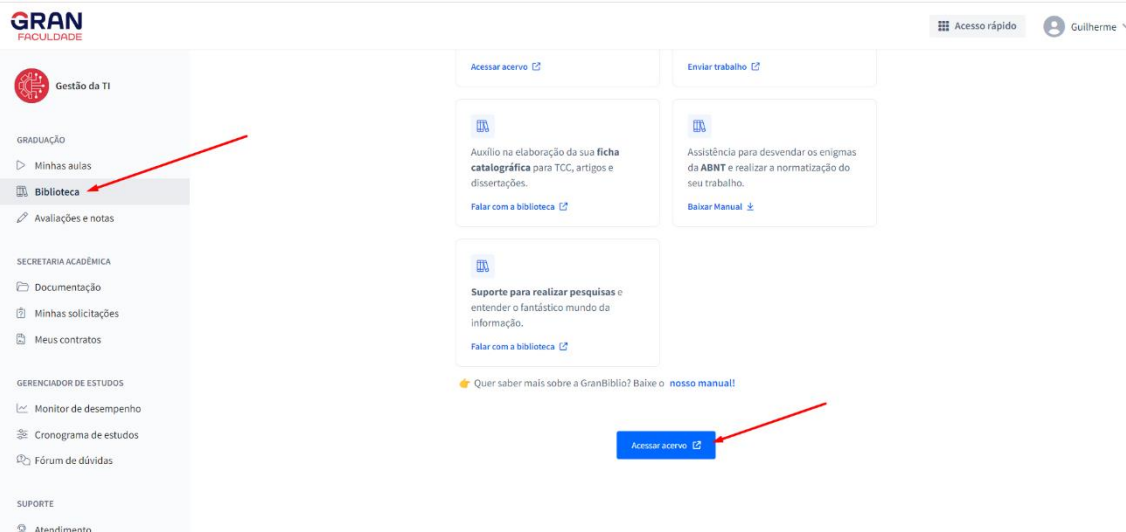 GRAN
FACULDADE
Acesso rápido
Guilherme
Gestão da TI
GRADUAÇÃO
Minhas aulas
Biblioteca
Avaliações e notas
SECRETARIA ACADÊMICA
Documentação
Minhas solicitações
Meus contratos
GERENCIADOR DE ESTUDOS
Monitor de desempenho
Cronograma de estudos
Fórum de dúvidas
SUPORTE
Atendimento
Acessar acervo
Enviar trabalho
Auxílio na elaboração da sua ficha
catalográfica para TCC, artigos e
dissertações.
Falar com a biblioteca
Assistência para desvendar os enigmas
da ABNT e realizar a normatização do
seu trabalho.
Baixar Manual
Suporte para realizar pesquisas e
entender o fantástico mundo da
informação.
Falar com a biblioteca
👉 Quer saber mais sobre a GranBiblio? Baixe o nosso manual!
Acessar acervo